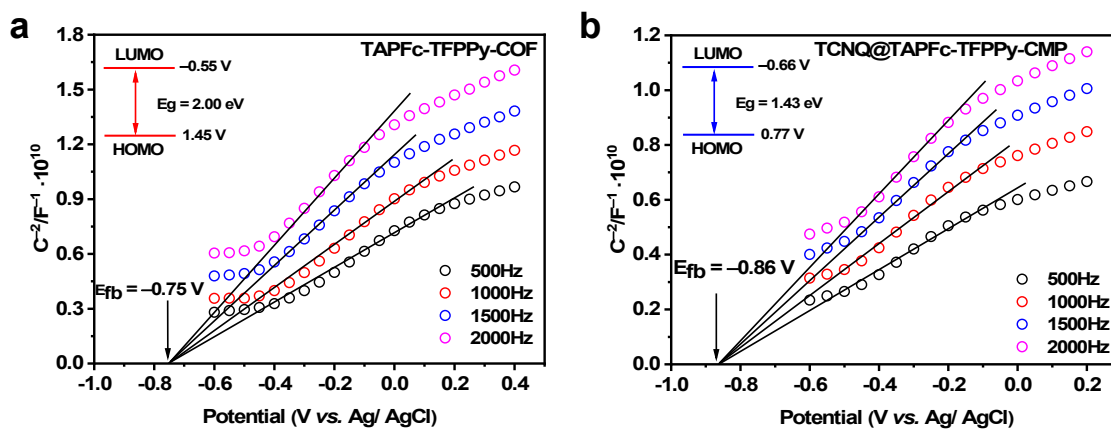 a
TAPFc-TFPPy-COF
LUMO
–0.55 V
Eg = 2.00 eV
1.45 V
HOMO
Efb = –0.75 V
500Hz
1000Hz
1500Hz
2000Hz
C⁻²/F⁻¹ ·10¹⁰
1.8
1.5
1.2
0.9
0.6
0.3
0.0
-1.0 -0.8 -0.6 -0.4 -0.2 0.0 0.2 0.4
Potential (V vs. Ag/ AgCl)
b
TCNQ@TAPFc-TFPPy-CMP
LUMO
–0.66 V
Eg = 1.43 eV
0.77 V
HOMO
Efb = –0.86 V
500Hz
1000Hz
1500Hz
2000Hz
C⁻²/F⁻¹ ·10¹⁰
1.2
1.0
0.8
0.6
0.4
0.2
0.0
-1.0 -0.8 -0.6 -0.4 -0.2 0.0 0.2
Potential (V vs. Ag/ AgCl)